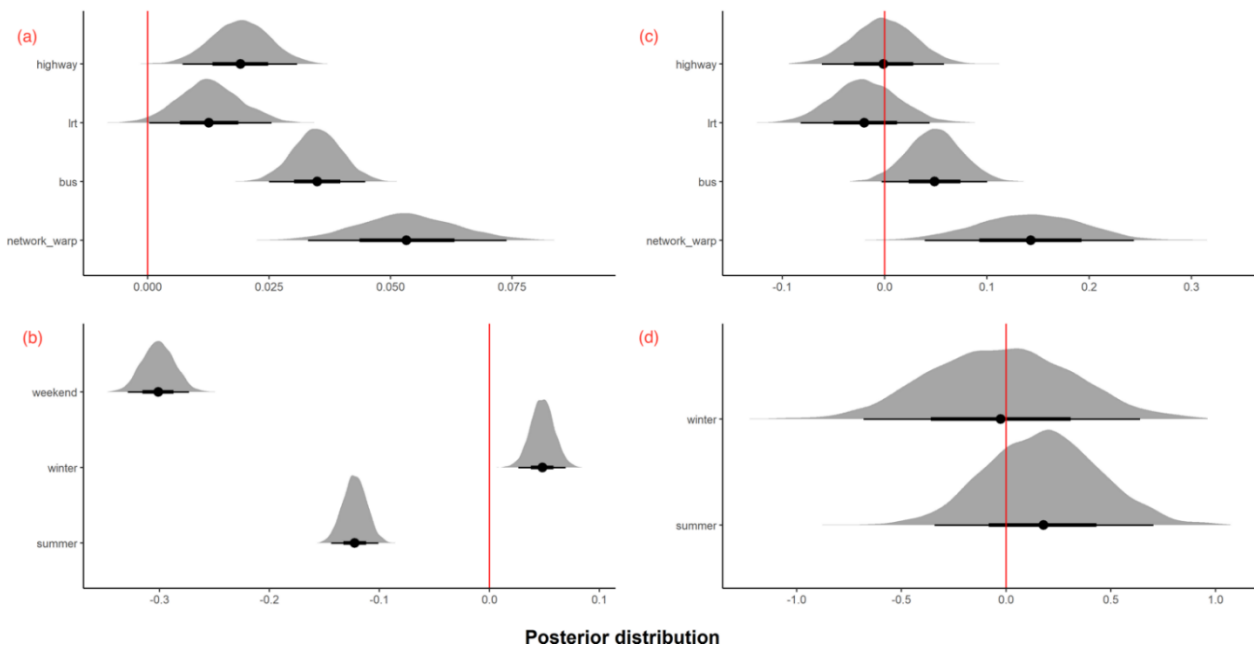 (a)
highway
lrt
bus
network_warp
0.000 0.025 0.050 0.075
(c)
highway
lrt
bus
network_warp
-0.1 0.0 0.1 0.2 0.3
(b)
weekend
winter
summer
-0.3 -0.2 -0.1 0.0 0.1
(d)
winter
summer
-1.0 -0.5 0.0 0.5 1.0
Posterior distribution